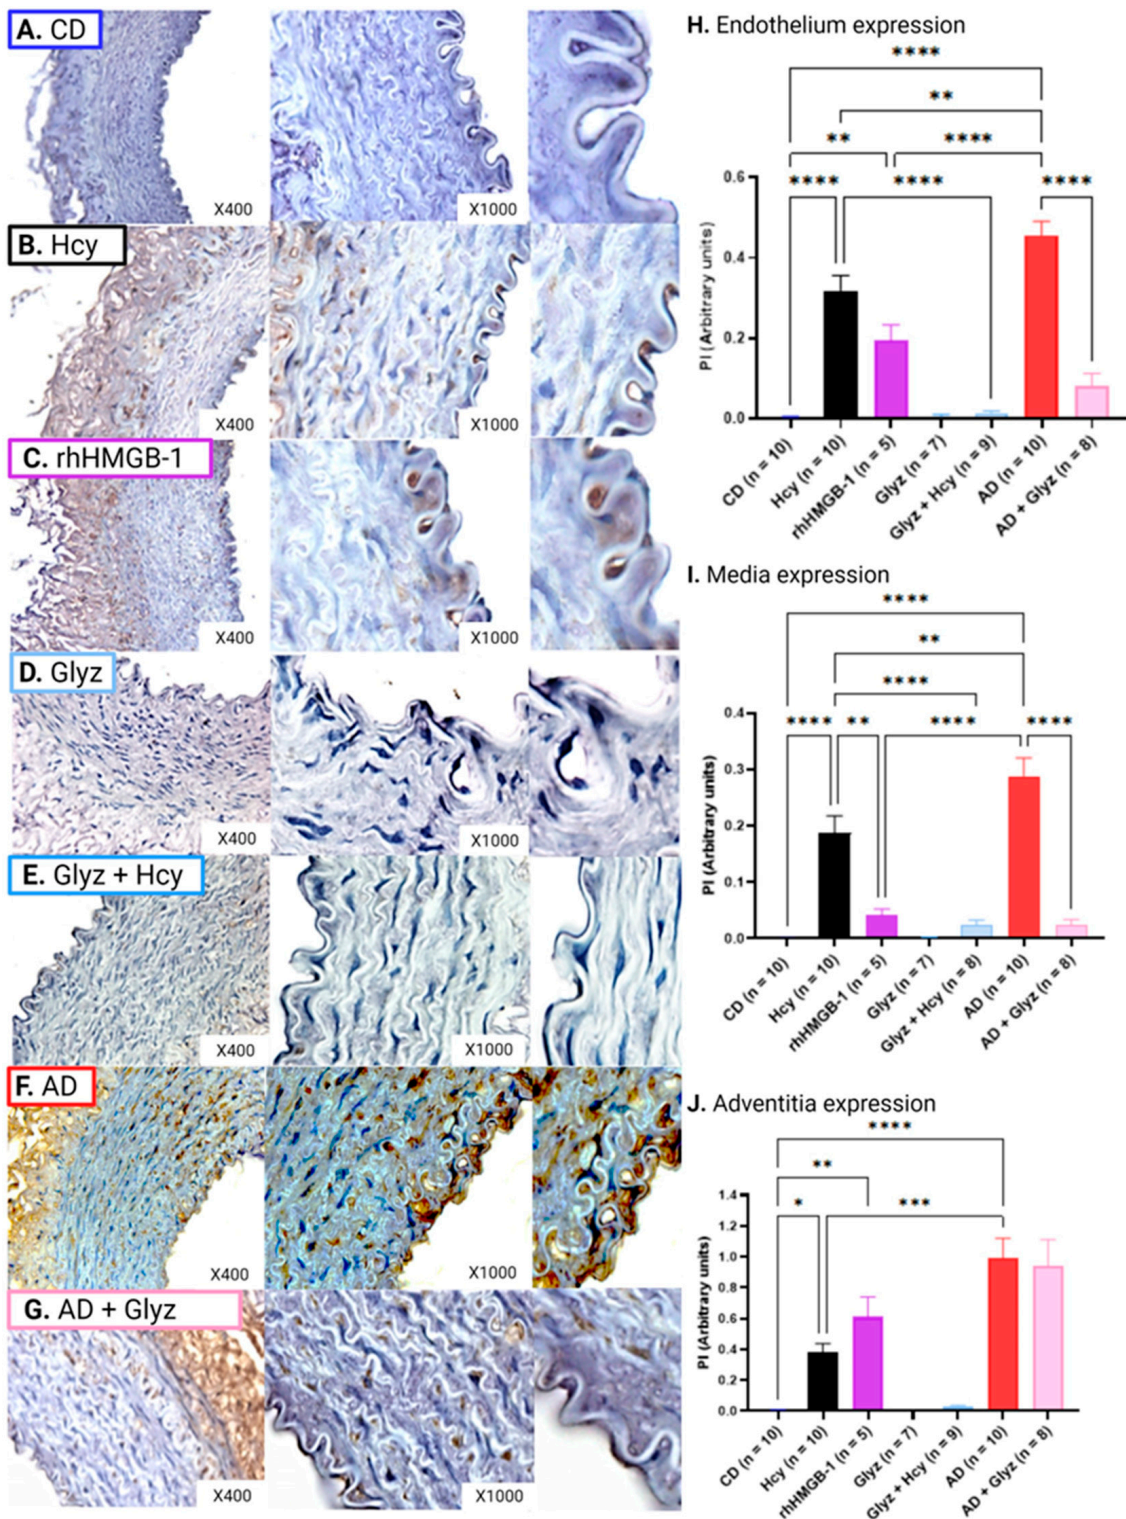 A. CD
X400
X1000
B. Hcy
X400
X1000
C. rhHMGB-1
X400
X1000
D. Glyz
X400
X1000
E. Glyz + Hcy
X400
X1000
F. AD
X400
X1000
G. AD + Glyz
X400
X1000
H. Endothelium expression
****
**
** ****
**** **** ****
PI (Arbitrary units)
0.6
0.4
0.2
0.0
CD (n = 10)
Hcy (n = 10)
rhHMGB-1 (n = 5)
Glyz (n = 7)
Glyz + Hcy (n = 9)
AD (n = 10)
AD + Glyz (n = 8)
I. Media expression
****
**
****
**** ** **** ****
PI (Arbitrary units)
0.4
0.3
0.2
0.1
0.0
CD (n = 10)
Hcy (n = 10)
rhHMGB-1 (n = 5)
Glyz (n = 7)
Glyz + Hcy (n = 8)
AD (n = 10)
AD + Glyz (n = 8)
J. Adventitia expression
****
**
* ***
PI (Arbitrary units)
1.4
1.2
1.0
0.8
0.6
0.4
0.2
0.0
CD (n = 10)
Hcy (n = 10)
rhHMGB-1 (n = 5)
Glyz (n = 7)
Glyz + Hcy (n = 9)
AD (n = 10)
AD + Glyz (n = 8)